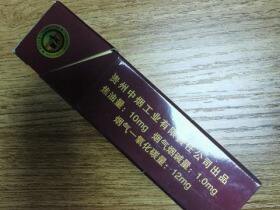 贵州中烟工业有限责任公司出品
焦油量：10mg 烟气烟碱量：1.0mg
烟气一氧化碳量：12mg